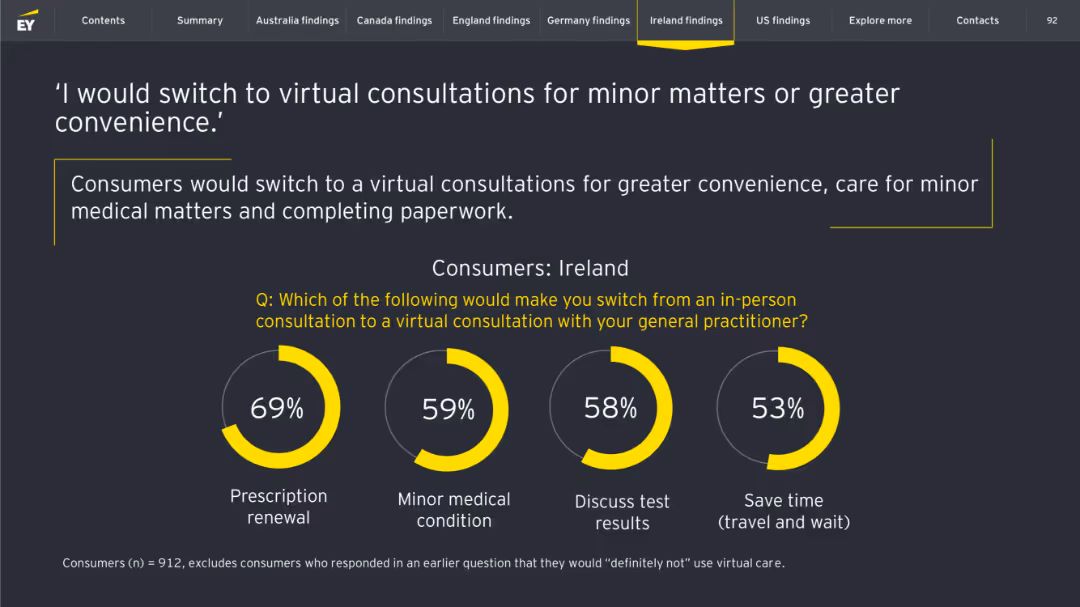 EY
Contents
Summary
Australia findings
Canada findings
England findings
Germany findings
Ireland findings
US findings
Explore more
Contacts
92
‘I would switch to virtual consultations for minor matters or greater
convenience.’
Consumers would switch to a virtual consultations for greater convenience, care for minor
medical matters and completing paperwork.
Consumers: Ireland
Q: Which of the following would make you switch from an in-person
consultation to a virtual consultation with your general practitioner?
69%
59%
58%
53%
Prescription
renewal
Minor medical
condition
Discuss test
results
Save time
(travel and wait)
Consumers (n) = 912, excludes consumers who responded in an earlier question that they would “definitely not” use virtual care.